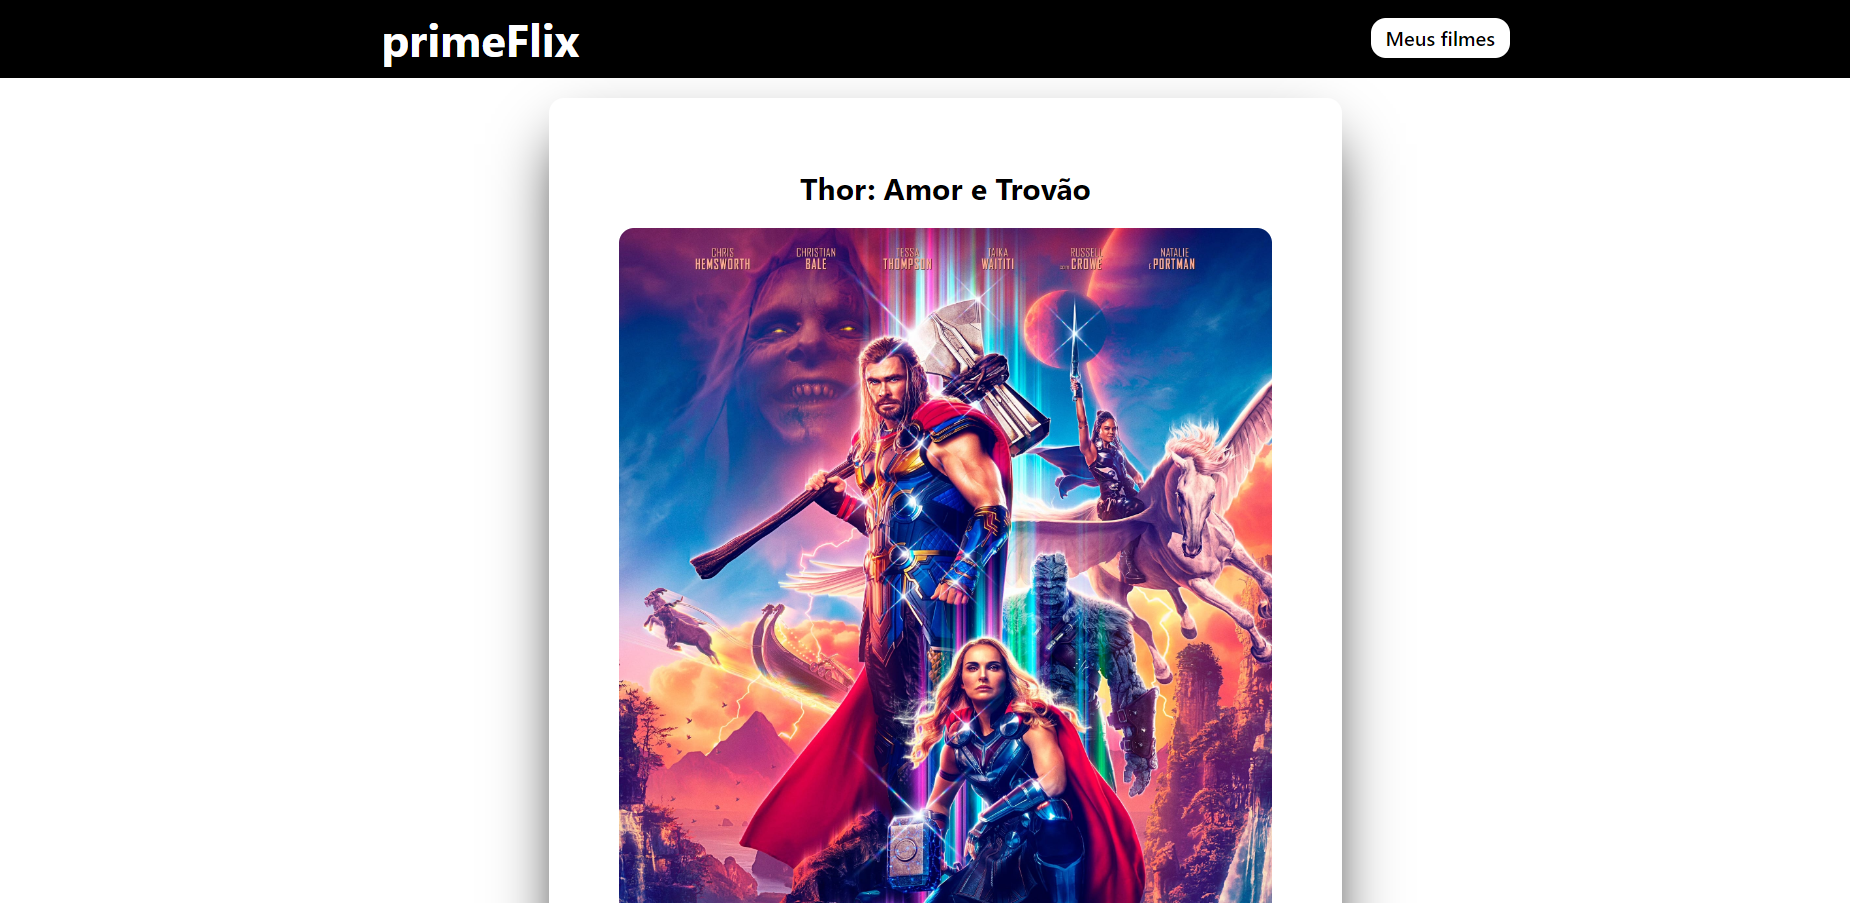 primeFlix
Meus filmes
Thor: Amor e Trovão
CHRIS HEMSWORTH
CHRISTIAN BALE
TESSA THOMPSON
TAIKA WAITITI
RUSSELL CROWE
NATALIE
E PORTMAN